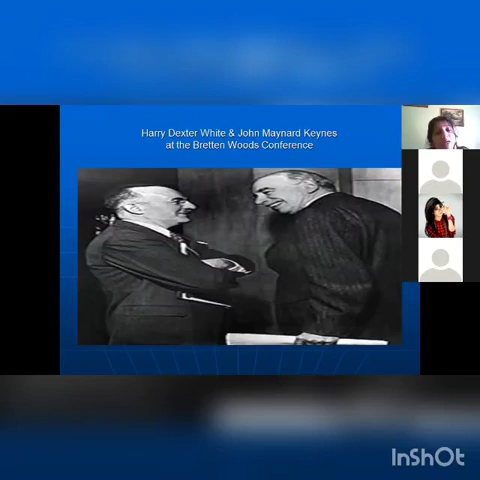 Harry Dexter White & John Maynard Keynes
at the Bretten Woods Conference
InShOt